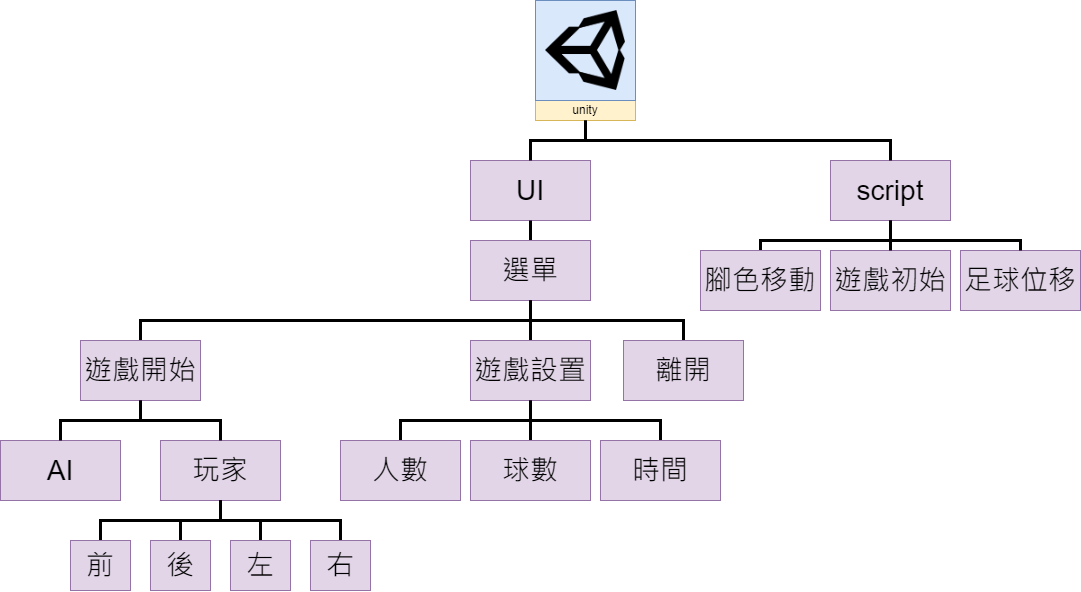 unity
UI
script
選單
腳色移動
遊戲初始
足球位移
遊戲開始
遊戲設置
離開
AI
玩家
人數
球數
時間
前
後
左
右